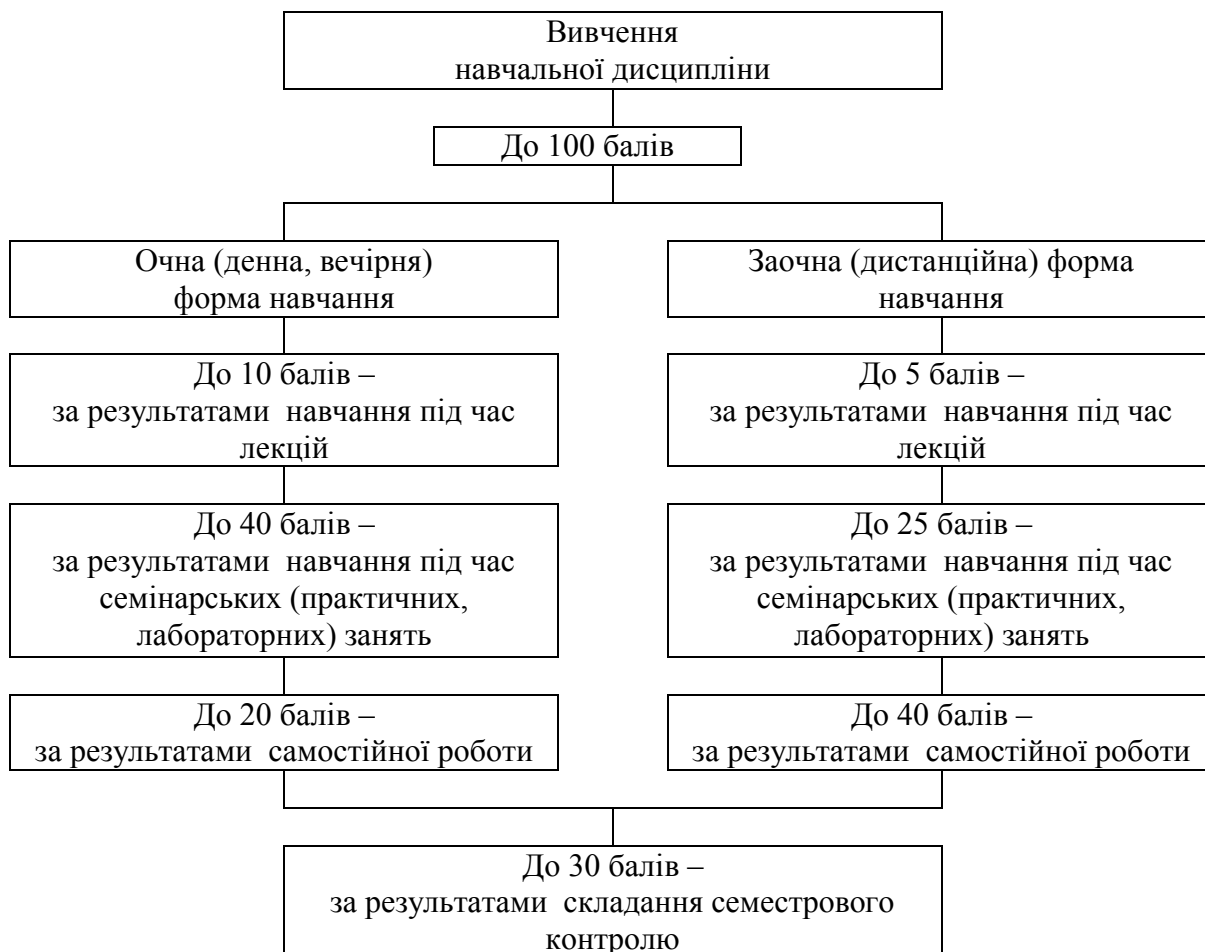 Вивчення
навчальної дисципліни
До 100 балів
Очна (денна, вечірня)
форма навчання
До 10 балів –
за результатами навчання під час
лекцій
До 40 балів –
за результатами навчання під час
семінарських (практичних,
лабораторних) занять
До 20 балів –
за результатами самостійної роботи
Заочна (дистанційна) форма
навчання
До 5 балів –
за результатами навчання під час
лекцій
До 25 балів –
за результатами навчання під час
семінарських (практичних,
лабораторних) занять
До 40 балів –
за результатами самостійної роботи
До 30 балів –
за результатами складання семестрового
контролю